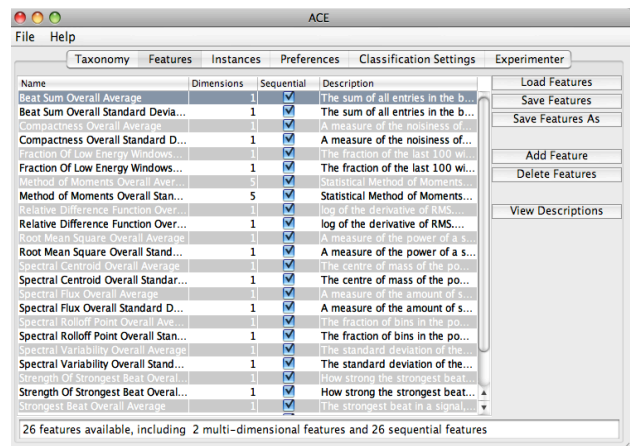 ACE
File Help
Taxonomy Features Instances Preferences Classification Settings Experimenter
Name Dimensions Sequential Description
Beat Sum Overall Average 1 The sum of all entries in the b...
Beat Sum Overall Standard Devia... 1 The sum of all entries in the b...
Compactness Overall Average 1 A measure of the noisiness of...
Compactness Overall Standard D... 1 A measure of the noisiness of...
Fraction Of Low Energy Windows... 1 The fraction of the last 100 wi...
Fraction Of Low Energy Windows... 1 The fraction of the last 100 wi...
Method of Moments Overall Aver... 5 Statistical Method of Moments...
Method of Moments Overall Stan... 5 Statistical Method of Moments...
Relative Difference Function Over... 1 log of the derivative of RMS....
Relative Difference Function Over... 1 log of the derivative of RMS....
Root Mean Square Overall Average 1 A measure of the power of a s...
Root Mean Square Overall Stand... 1 A measure of the power of a s...
Spectral Centroid Overall Average 1 The centre of mass of the po...
Spectral Centroid Overall Standar... 1 The centre of mass of the po...
Spectral Flux Overall Average 1 A measure of the amount of s...
Spectral Flux Overall Standard D... 1 A measure of the amount of s...
Spectral Rolloff Point Overall Ave... 1 The fraction of bins in the po...
Spectral Rolloff Point Overall Stan... 1 The fraction of bins in the po...
Spectral Variability Overall Average 1 The standard deviation of the...
Spectral Variability Overall Stand... 1 The standard deviation of the...
Strength Of Strongest Beat Overal... 1 How strong the strongest beat...
Strength Of Strongest Beat Overal... 1 How strong the strongest beat...
Strongest Beat Overall Average 1 The strongest beat in a signal,...
Load Features
Save Features
Save Features As
Add Feature
Delete Features
View Descriptions
26 features available, including 2 multi-dimensional features and 26 sequential features